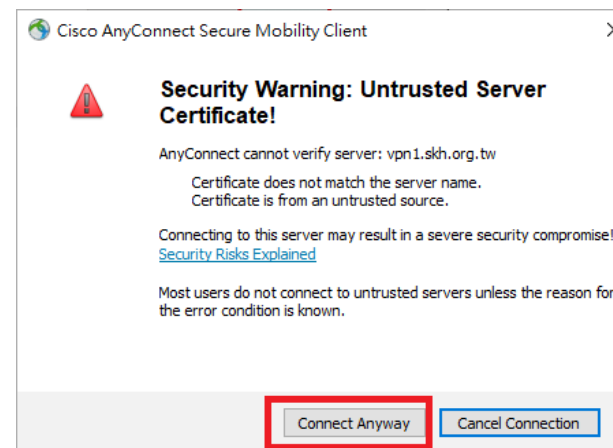 Cisco AnyConnect Secure Mobility Client
Security Warning: Untrusted Server
Certificate!
AnyConnect cannot verify server: vpn1.skh.org.tw
Certificate does not match the server name.
Certificate is from an untrusted source.
Connecting to this server may result in a severe security compromise!
Security Risks Explained
Most users do not connect to untrusted servers unless the reason for
the error condition is known.
Connect Anyway
Cancel Connection